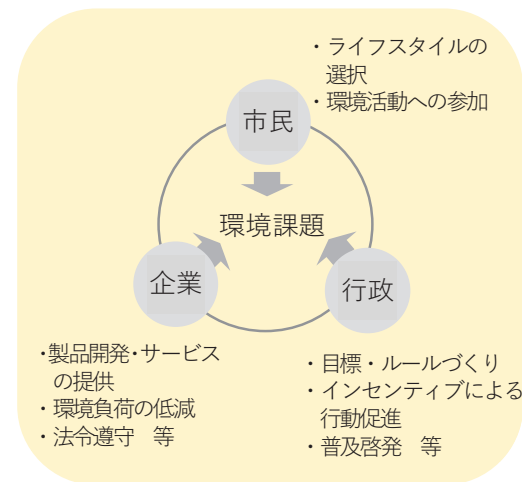 ・ライフスタイルの
選択
・環境活動への参加
市民
環境課題
企業
行政
・製品開発・サービス
の提供
・環境負荷の低減
・法令遵守　等
・目標・ルールづくり
・インセンティブによる
行動促進
・普及啓発　等